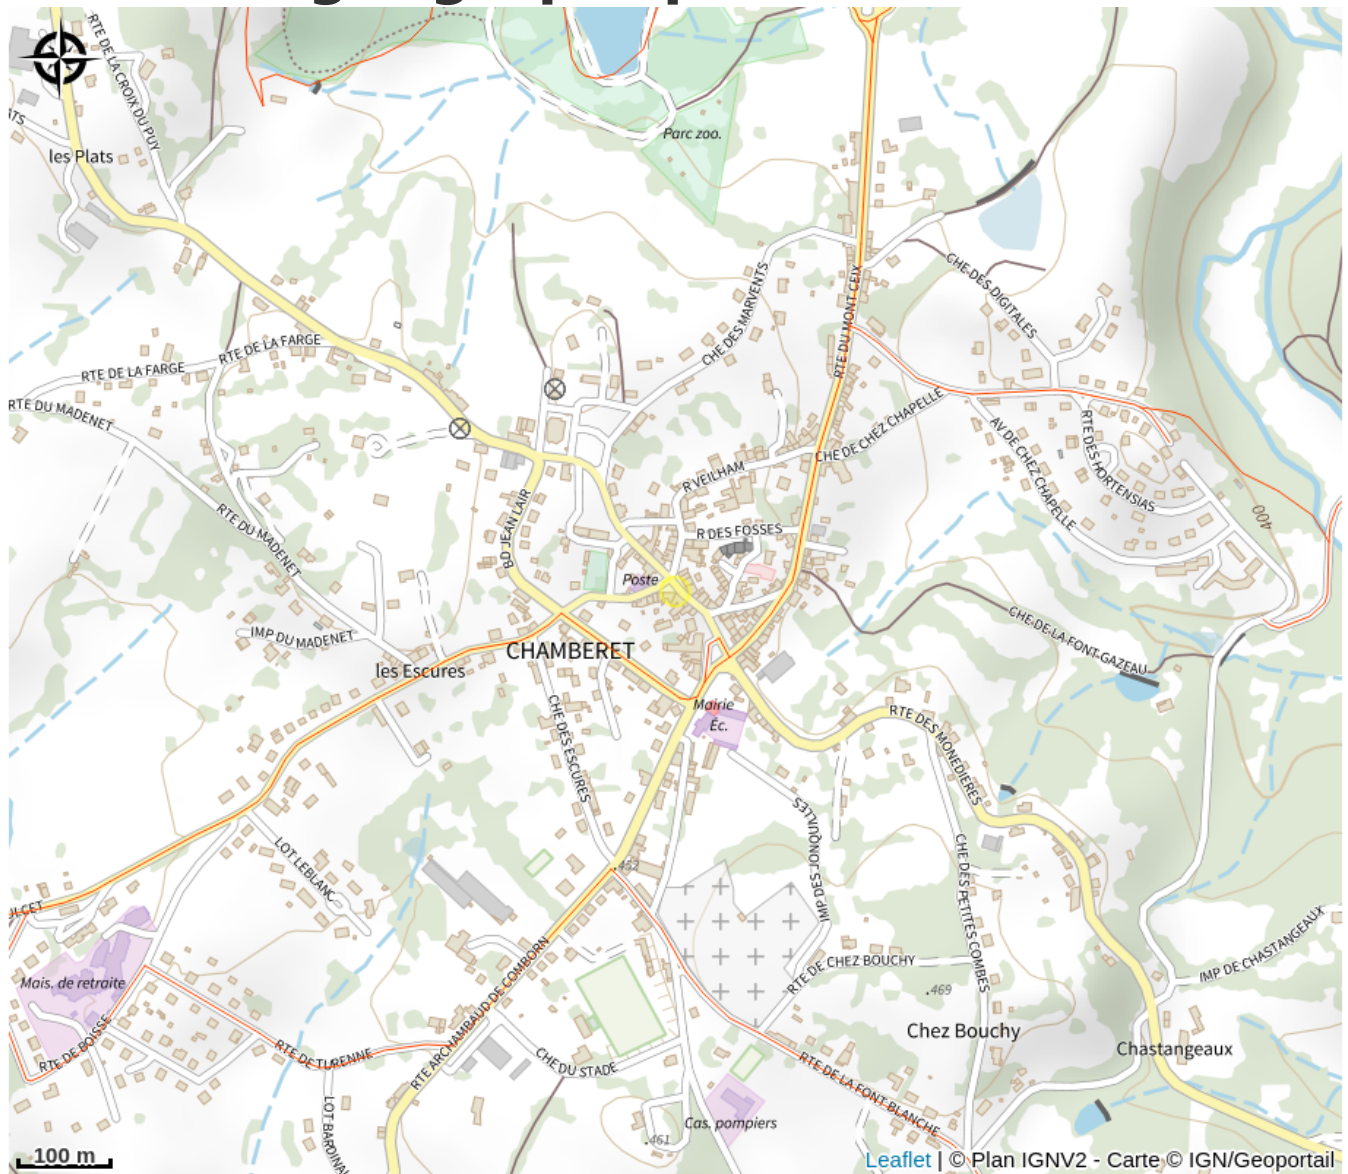 RTE DE LA CROIX DU PUY
ATS
les Plats
Parc zoo.
CHE DES DIGITALES
CHE DES MARVENTS
RTE DU MONT CEIX
RTE DE LA FARGE
RTE DE LA FARGE
RTE DU MADENET
CHE DE CHEZ CHAPELLE
AV DE CHEZ CHAPELLE
RTE DES HORTENSIAS
R VEILHAM
RTE DU MADENET
BD JEAN LAIR
R DES FOSSES
400
Poste
IMP DU MADENET
CHAMBERET
les Escures
CHE DE LA FONT GAZEAU
Mairie
Éc.
CHE DES ESCURES
RTE DES MONEDIERES
IMP DES JONQUILLES
LOT LEBLANC
.452
CHE DES PETITES COMBES
ULCET
IMP DE CHASTANGEAUX
RTE DE CHEZ BOUCHY
Mais. de retraite
.469
Chez Bouchy
Chastangeaux
RTE DE BOISSE
RTE DE TURENNE
RTE ARCHAMBAUD DE COMBORN
CHE DU STADE
RTE DE LA FONT BLANCHE
LOT BARDINA
Cas. pompiers
.461
100 m
Leaflet | © Plan IGNV2 - Carte © IGN/Geoportail